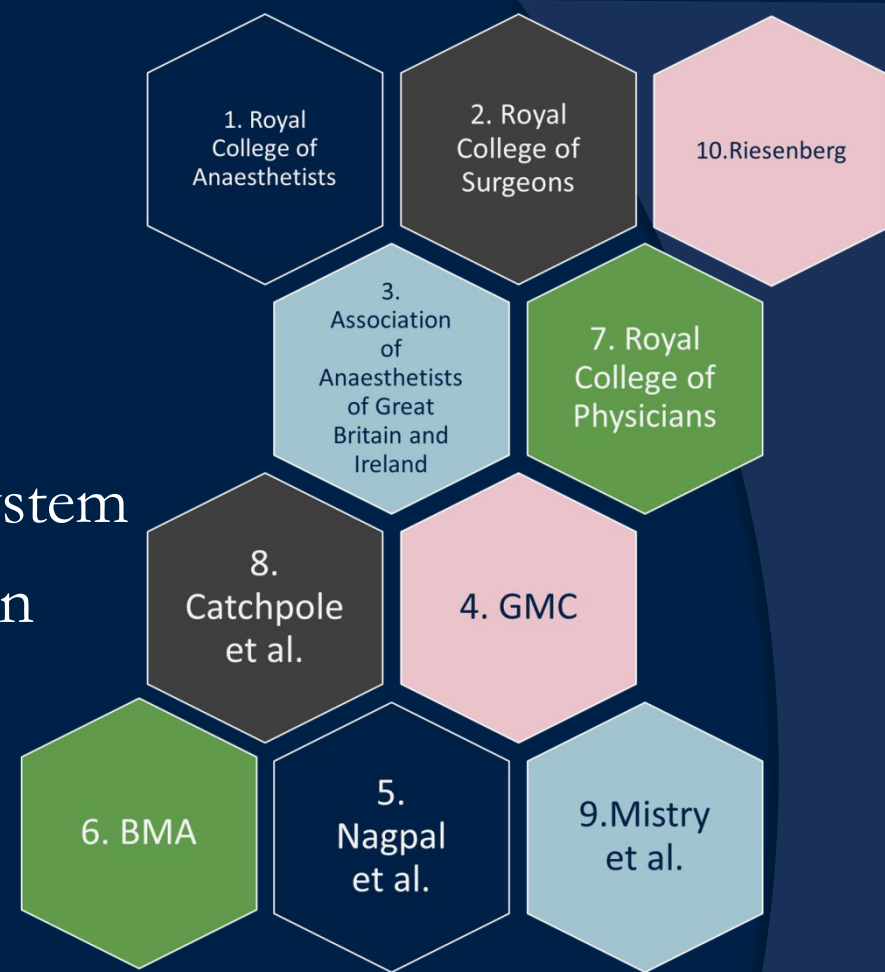 1. Royal
College of
Anaesthetists
2. Royal
College of
Surgeons
10.Riesenberg
3.
Association
of
Anaesthetists
of Great
Britain and
Ireland
7. Royal
College of
Physicians
ystem
n
8.
Catchpole
et al.
4. GMC
6. BMA
5.
Nagpal
et al.
9.Mistry
et al.